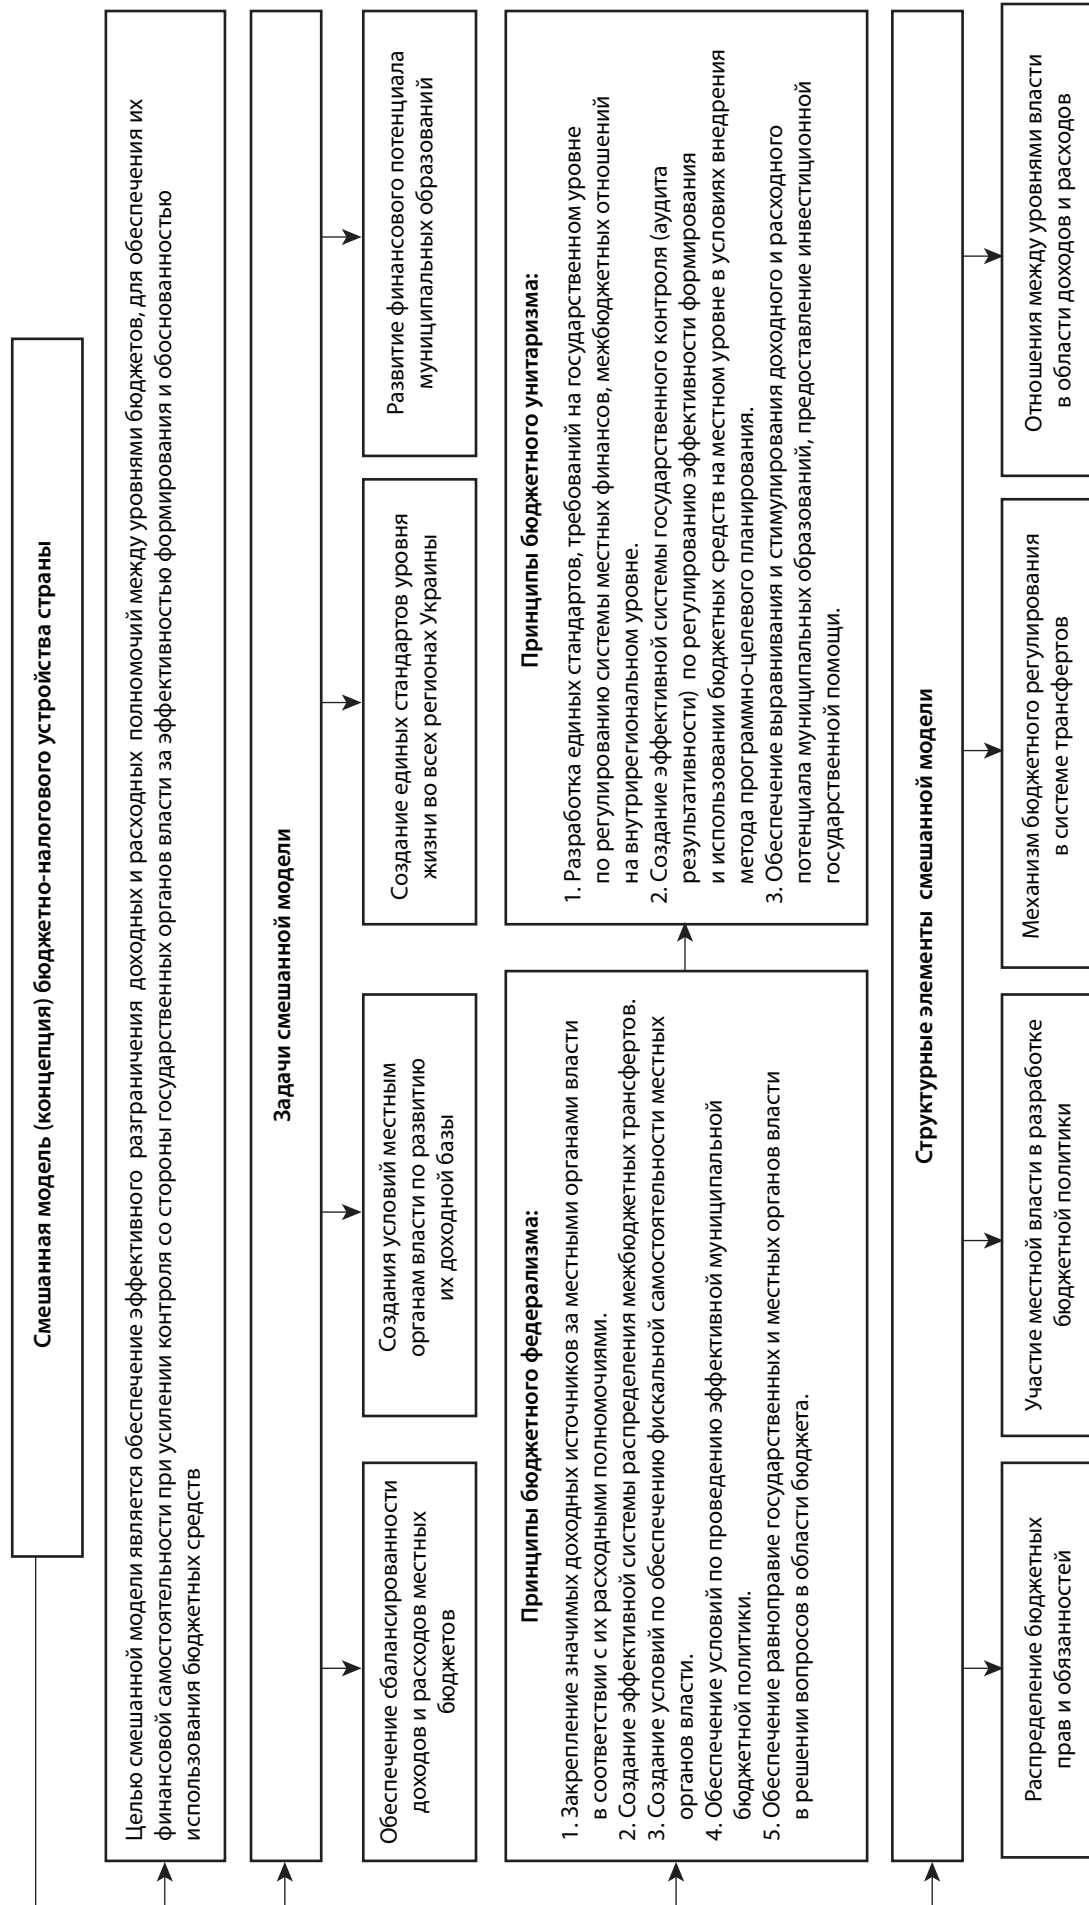 Смешанная модель (концепция) бюджетно-налогового устройства страны
Целью смешанной модели является обеспечение эффективного разграничения доходных и расходных полномочий между уровнями бюджетов, для обеспечения их
финансовой самостоятельности при усилении контроля со стороны государственных органов власти за эффективностью формирования и обоснованностью
использования бюджетных средств
Задачи смешанной модели
Обеспечение сбалансированности
доходов и расходов местных
бюджетов
Создания условий местным
органам власти по развитию
их доходной базы
Создание единых стандартов уровня
жизни во всех регионах Украины
Развитие финансового потенциала
муниципальных образований
Принципы бюджетного федерализма:
1. Закрепление значимых доходных источников за местными органами власти
в соответствии с их расходными полномочиями.
2. Создание эффективной системы распределения межбюджетных трансфертов.
3. Создание условий по обеспечению фискальной самостоятельности местных
органов власти.
4. Обеспечение условий по проведению эффективной муниципальной
бюджетной политики.
5. Обеспечение равноправие государственных и местных органов власти
в решении вопросов в области бюджета.
Принципы бюджетного унитаризма:
1. Разработка единых стандартов, требований на государственном уровне
по регулированию системы местных финансов, межбюджетных отношений
на внутрирегиональном уровне.
2. Создание эффективной системы государственного контроля (аудита
результативности) по регулированию эффективности формирования
и использовании бюджетных средств на местном уровне в условиях внедрения
метода программно-целевого планирования.
3. Обеспечение выравнивания и стимулирования доходного и расходного
потенциала муниципальных образований, предоставление инвестиционной
государственной помощи.
Структурные элементы смешанной модели
Распределение бюджетных
прав и обязанностей
Участие местной власти в разработке
бюджетной политики
Механизм бюджетного регулирования
в системе трансфертов
Отношения между уровнями власти
в области доходов и расходов